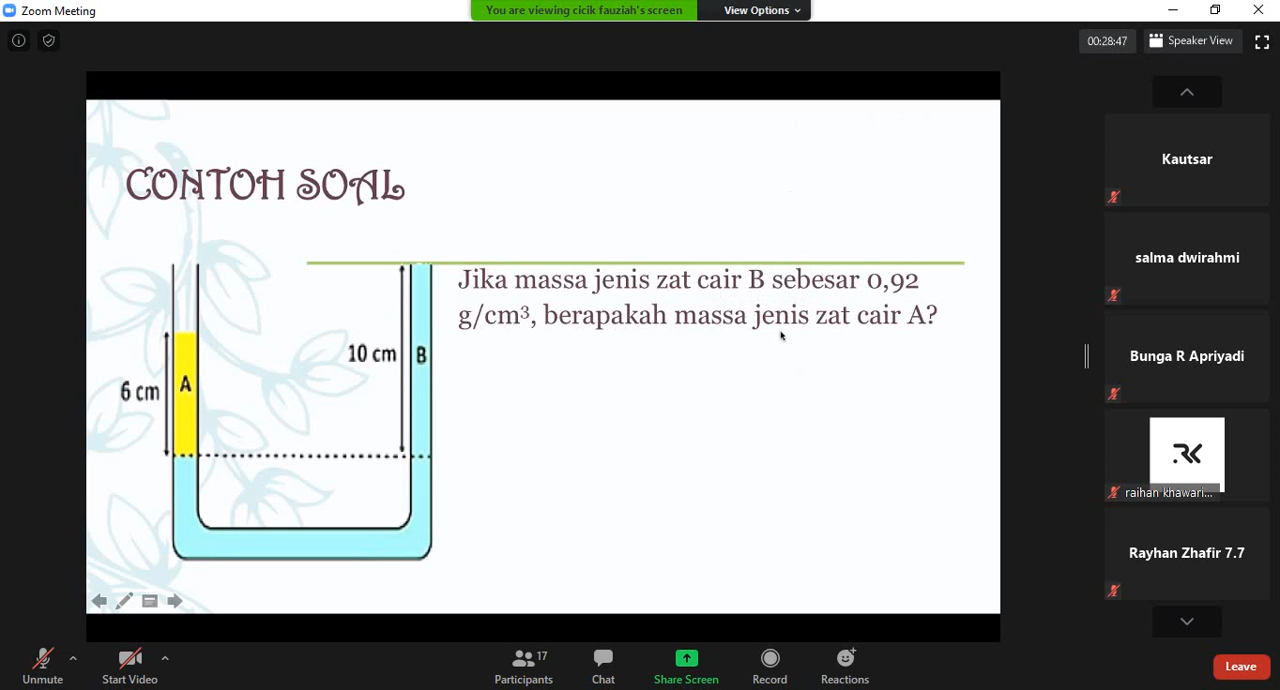 Zoom Meeting
You are viewing cicik fauziah's screen
View Options
00:28:47
Speaker View
CONTOH SOAL
Jika massa jenis zat cair B sebesar 0,92
g/cm³, berapakah massa jenis zat cair A?
10 cm
B
6 cm
A
Kautsar
salma dwirahmi
Bunga R Apriyadi
RK
raihan khawari...
Rayhan Zhafir 7.7
Unmute
Start Video
17
Participants
Chat
Share Screen
Record
Reactions
Leave